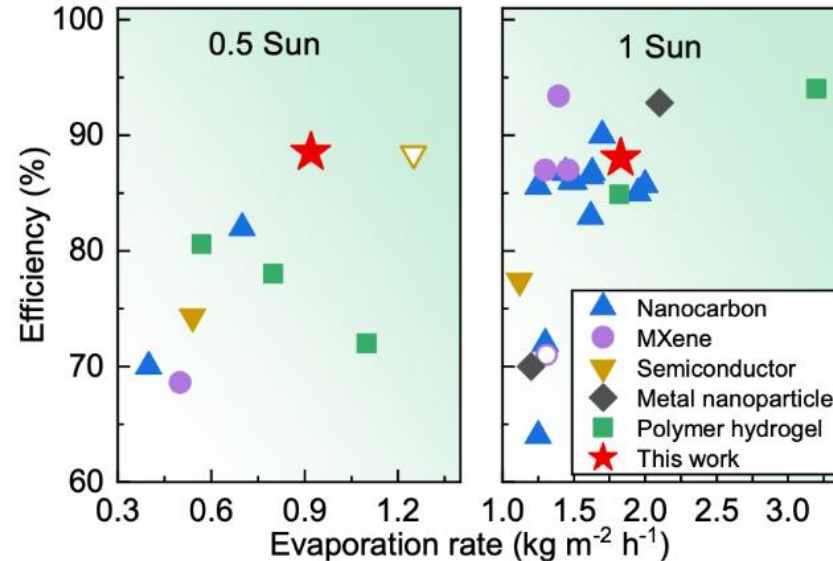 0.5 Sun
1 Sun
100
90
80
70
60
Efficiency (%)
Nanocarbon
MXene
Semiconductor
Metal nanoparticle
Polymer hydrogel
This work
0.3 0.6 0.9 1.2
1.0 1.5 2.0 2.5 3.0
Evaporation rate (kg m⁻² h⁻¹)